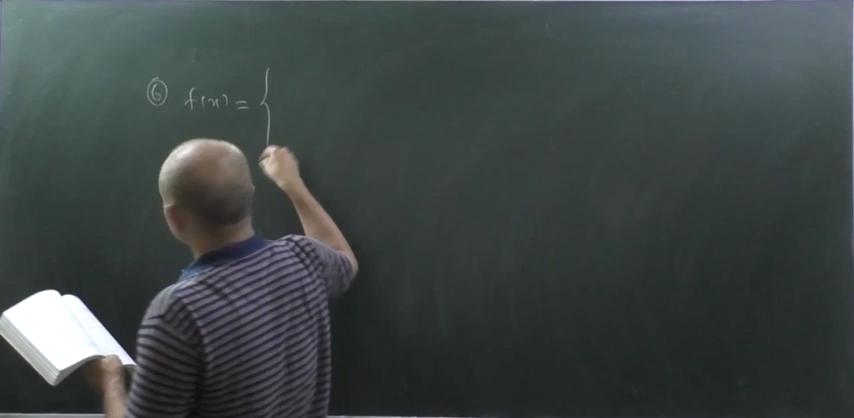 ⑥ f(x) = {